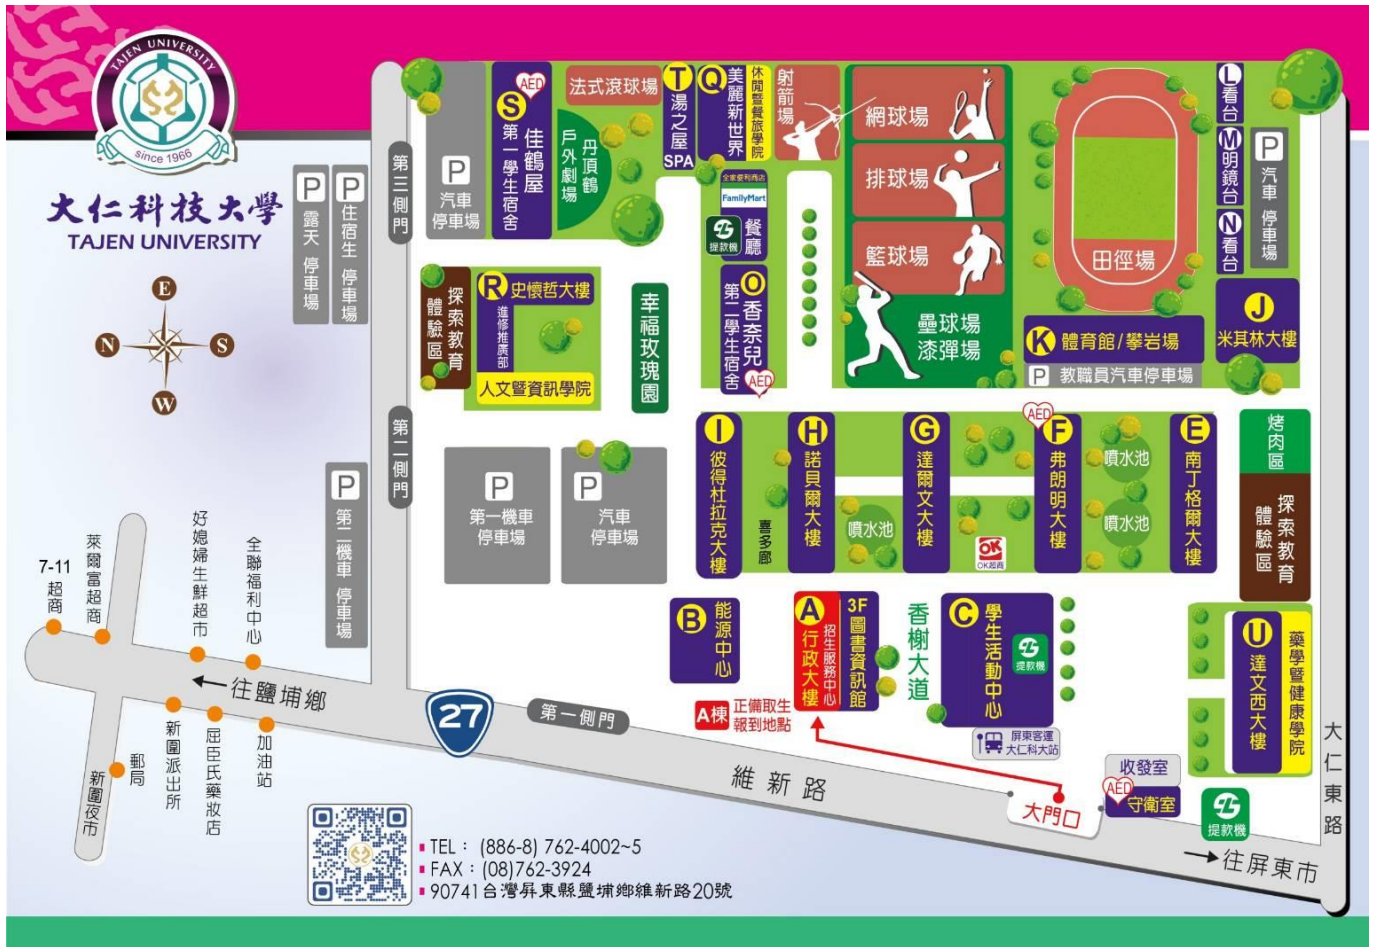 TAJEN UNIVERSITY
since 1966
大仁科技大學
TAJEN UNIVERSITY
E
N
S
W
P
露天 停車場
P
住宿生 停車場
第三側門
P
汽車
停車場
AED
S
佳鶴屋
第一學生宿舍
法式滾球場
丹頂鶴
戶外劇場
T
湯之屋
SPA
Q
美麗新世界
休閒暨餐旅學院
射箭場
全家便利商店
FamilyMart
提款機
餐廳
O
香奈兒
第二學生宿舍
AED
網球場
排球場
籃球場
壘球場
漆彈場
田徑場
L
看台
M
明鏡台
N
看台
P
汽車 停車場
J
米其林大樓
K
體育館/攀岩場
P
教職員汽車停車場
探索教育
體驗區
R
史懷哲大樓
進修推廣部
人文暨資訊學院
幸福玫瑰園
第二側門
P
第二機車 停車場
P
第一機車
停車場
P
汽車
停車場
I
彼得杜拉克大樓
喜多廊
H
諾貝爾大樓
噴水池
G
達爾文大樓
OK
OK超商
AED
F
弗朗明大樓
噴水池
噴水池
E
南丁格爾大樓
烤肉區
探索教育
體驗區
B
能源中心
A
行政大樓
招生服務中心
3F
圖書資訊館
香榭大道
C
學生活動中心
提款機
U
達文西大樓
藥學暨健康學院
A棟
正備取生
報到地點
屏東客運
大仁科大站
收發室
AED
守衛室
提款機
大門口
大仁東路
7-11
超商
萊爾富超商
好媳婦生鮮超市
全聯福利中心
往鹽埔鄉
27
第一側門
維新路
往屏東市
新圍夜市
郵局
新圍派出所
屈臣氏藥妝店
加油站
TEL： (886-8) 762-4002~5
FAX：(08)762-3924
90741台灣屏東縣鹽埔鄉維新路20號